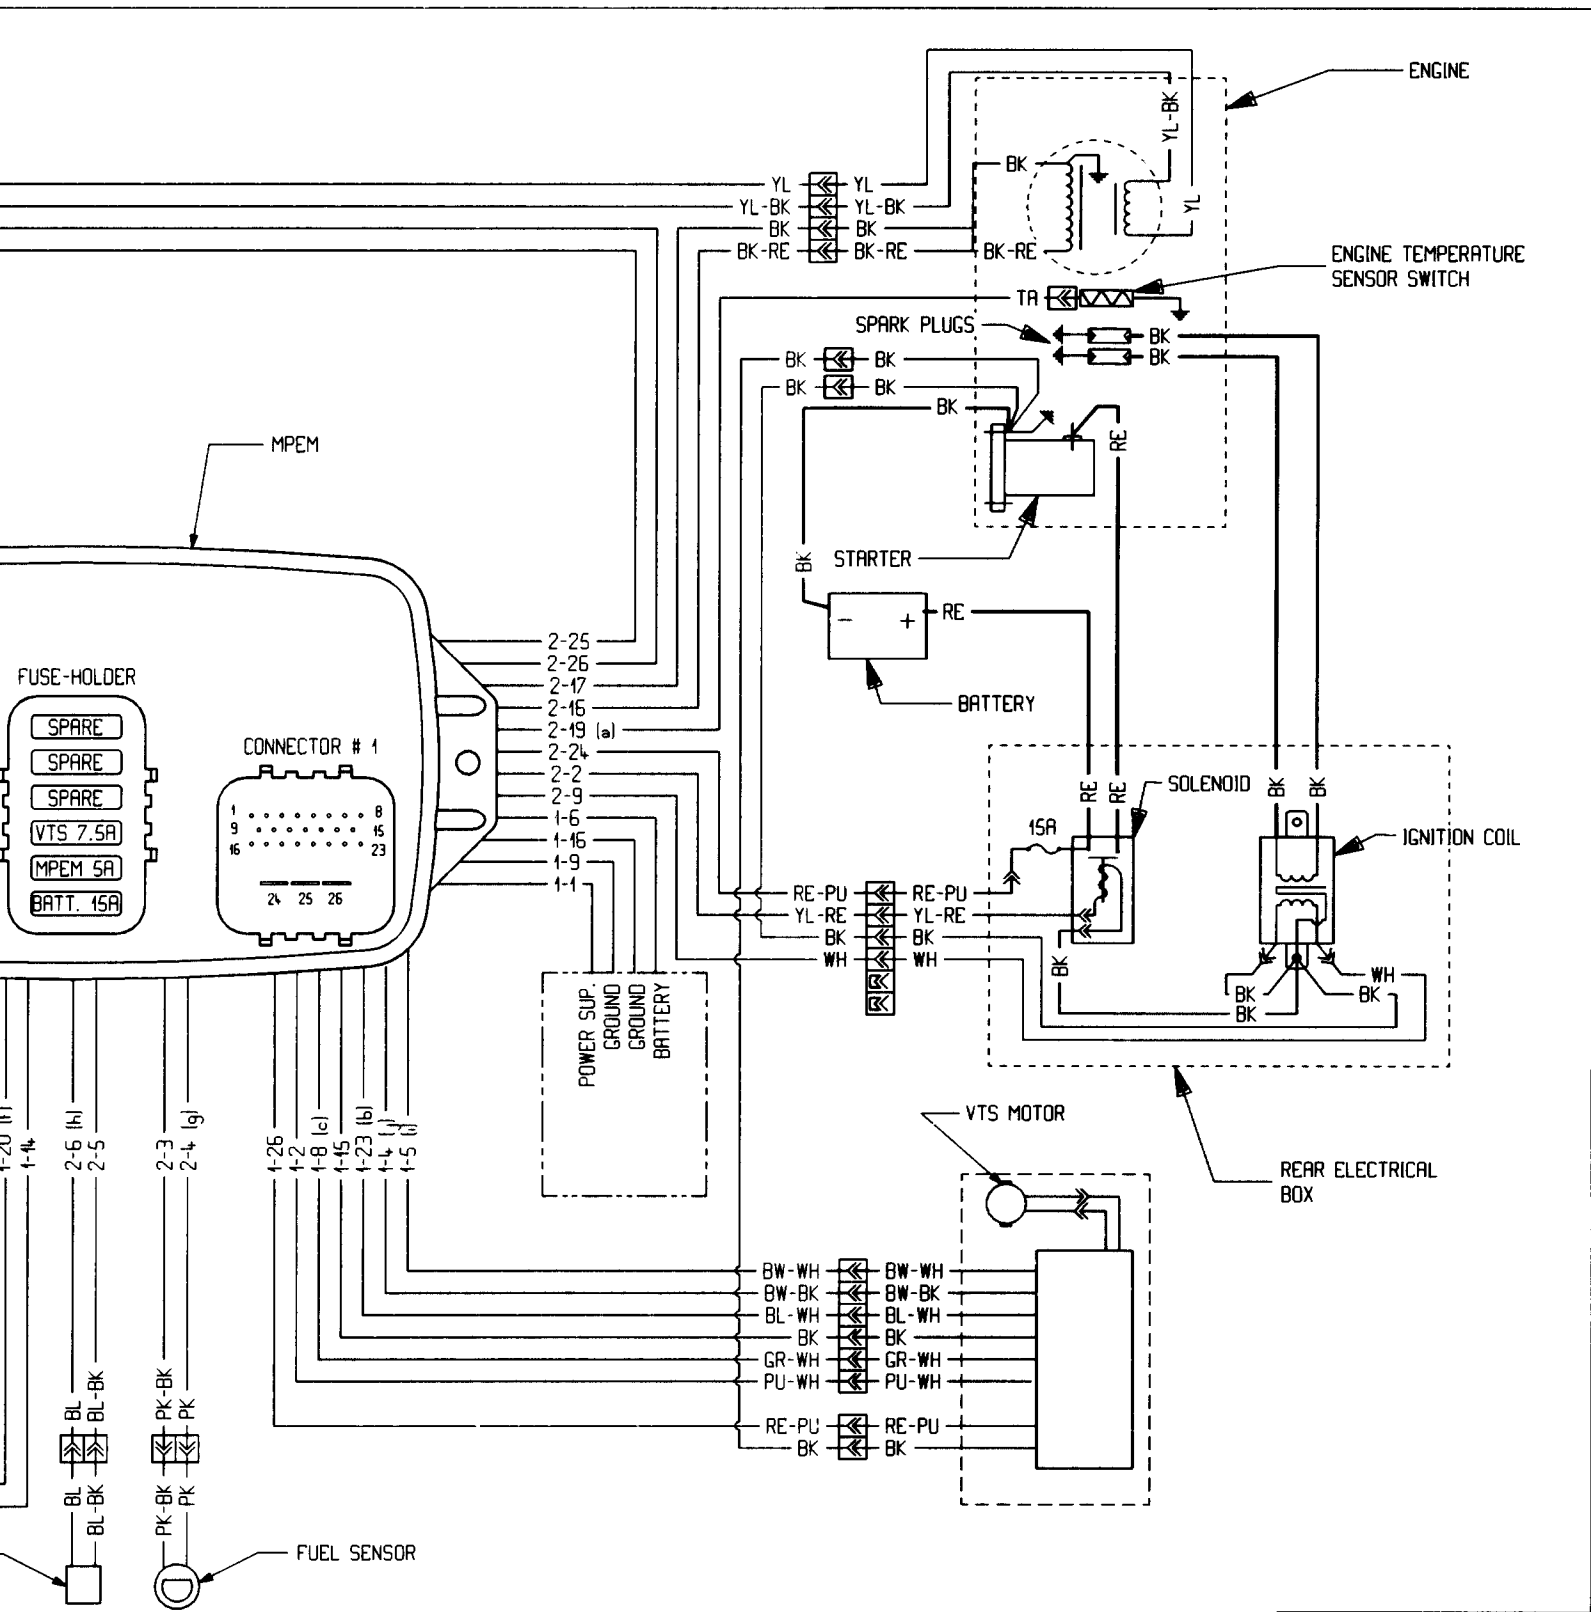 ENGINE
YL-BK
BK
YL YL
YL-BK YL-BK
YL
BK BK
BK-RE BK-RE BK-RE
ENGINE TEMPERATURE
SENSOR SWITCH
TA
SPARK PLUGS
BK
BK
BK BK
BK BK
BK
RE
MPEM
BK
STARTER
- +
RE
BATTERY
2-25
2-26
2-17
2-16
2-19 (a)
2-24
2-2
2-9
1-6
1-16
1-9
1-1
FUSE-HOLDER
SPARE
SPARE
SPARE
VTS 7.5A
MPEM 5A
BATT. 15A
CONNECTOR # 1
1 8
9 15
16 23
24 25 26
RE RE
SOLENOID
BK BK
15A
IGNITION COIL
RE-PU RE-PU
YL-RE YL-RE
BK BK
WH WH
BK
WH
BK BK
BK
POWER SUP.
GROUND
GROUND
BATTERY
VTS MOTOR
REAR ELECTRICAL
BOX
1-14
2-6 (h)
2-5
2-3
2-4 (g)
1-26
1-2
1-8 (c)
1-15
1-23 (b)
1-4
1-5
BW-WH BW-WH
BW-BK BW-BK
BL-WH BL-WH
BK BK
GR-WH GR-WH
PU-WH PU-WH
RE-PU RE-PU
BK BK
BL
BL-BK
PK-BK
PK
BL
BL-BK
PK-BK
PK
FUEL SENSOR